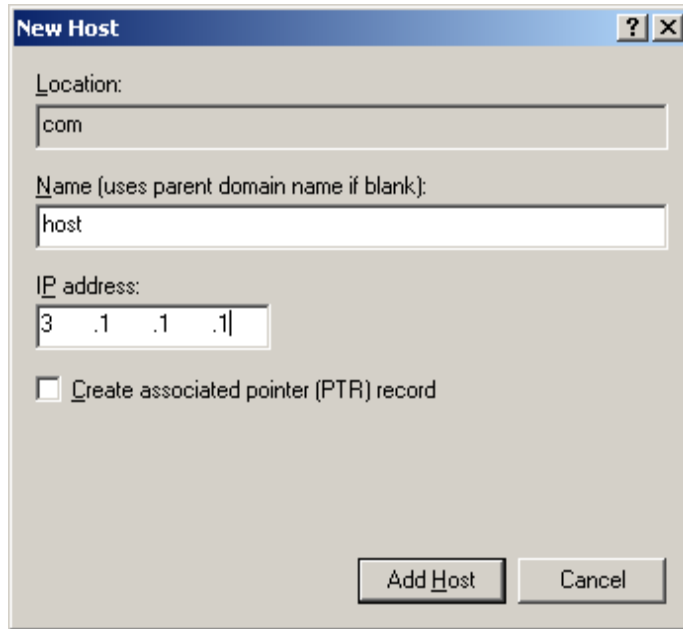 New Host
Location:
com
Name (uses parent domain name if blank):
host
IP address:
3 .1 .1 .1
Create associated pointer (PTR) record
Add Host Cancel